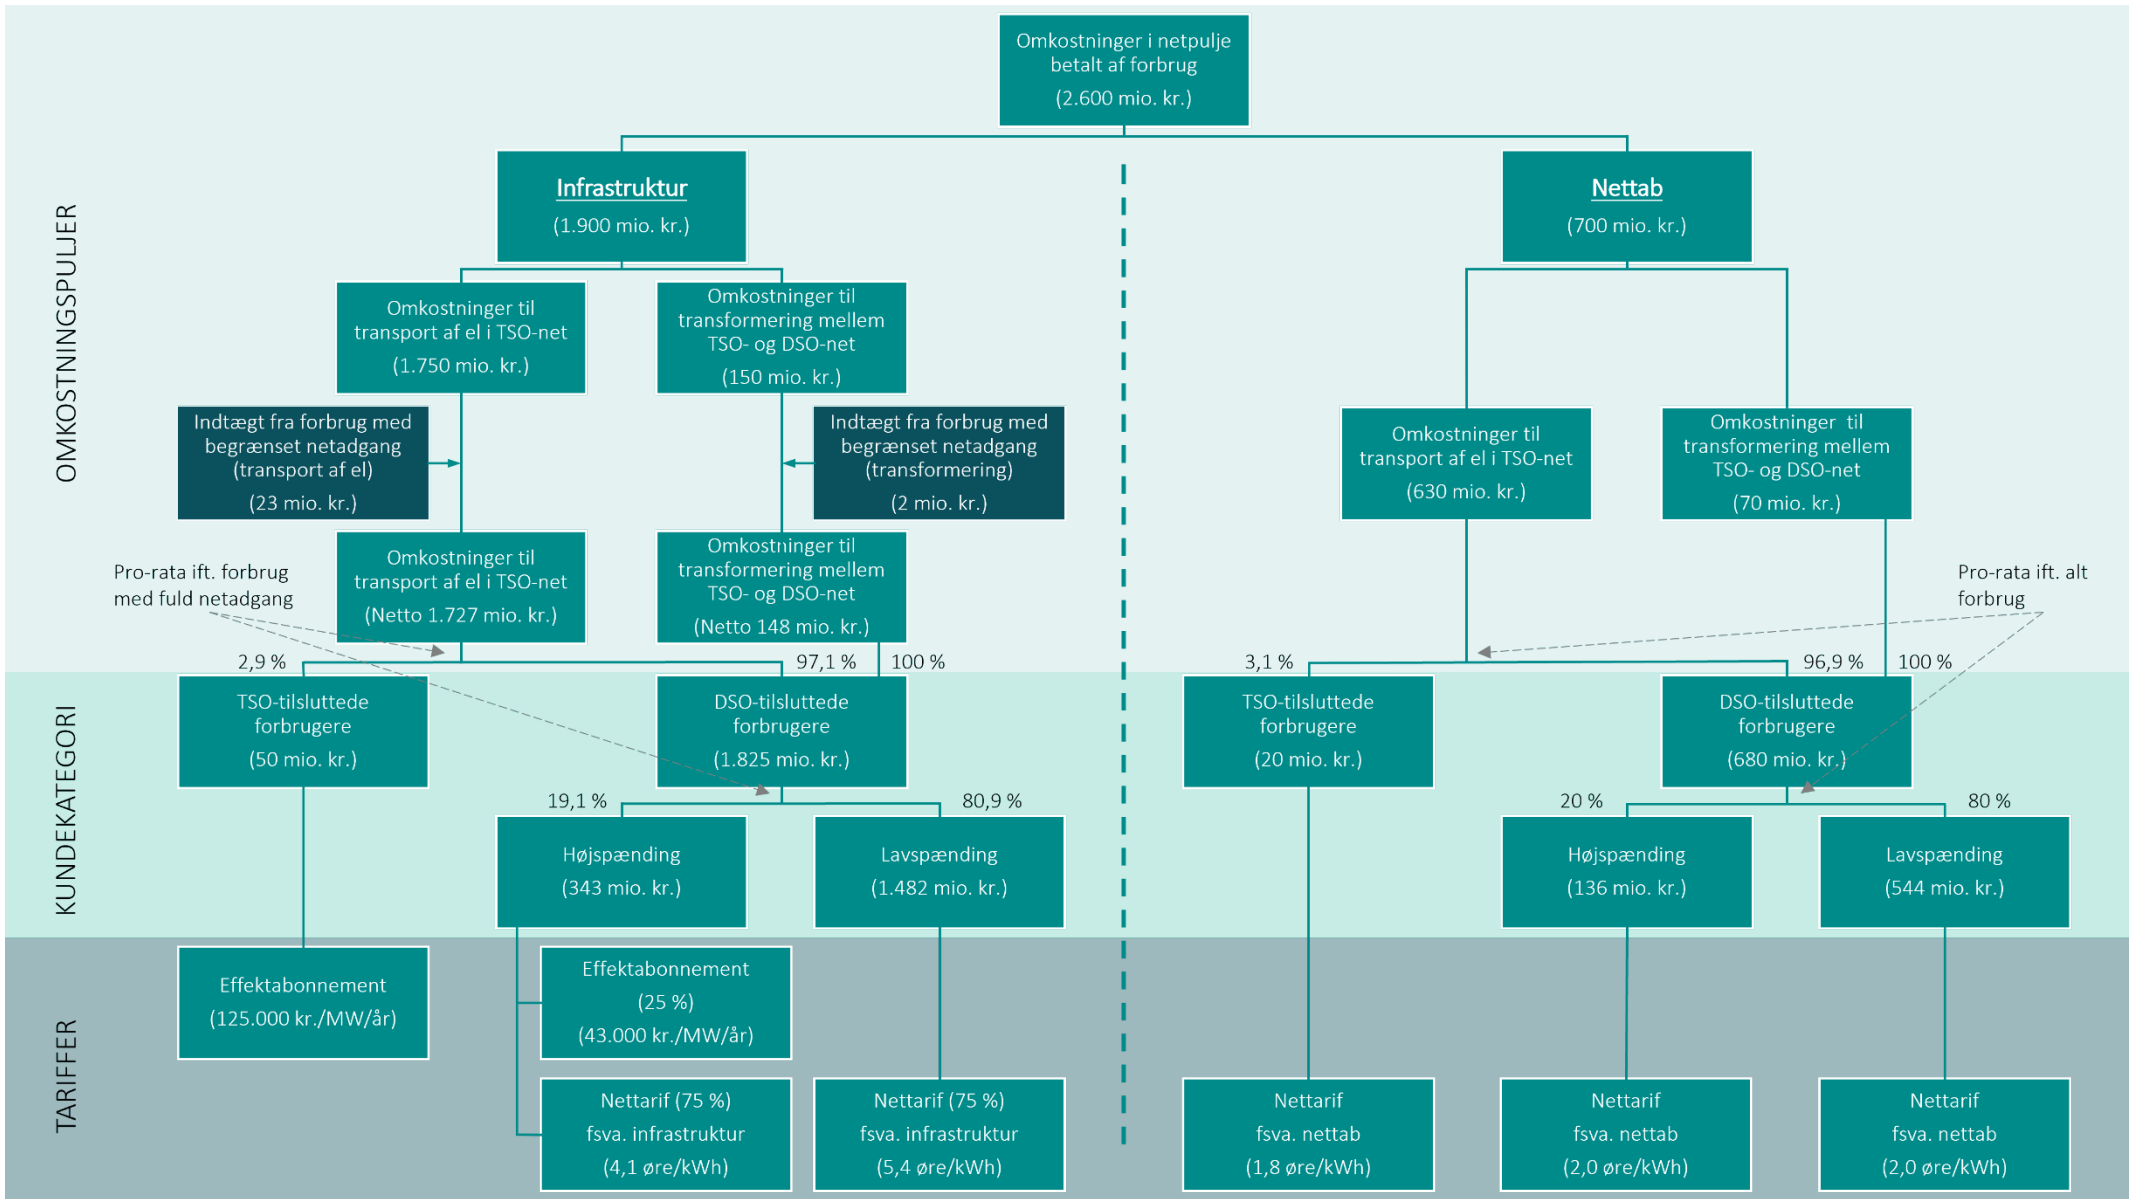 Omkostninger i netpulje
betalt af forbrug
(2.600 mio. kr.)
Infrastruktur
(1.900 mio. kr.)
Nettab
(700 mio. kr.)
OMKOSTNINGSPULJER
Omkostninger til
transport af el i TSO-net
(1.750 mio. kr.)
Omkostninger til
transformering mellem
TSO- og DSO-net
(150 mio. kr.)
Indtægt fra forbrug med
begrænset netadgang
(transport af el)
(23 mio. kr.)
Indtægt fra forbrug med
begrænset netadgang
(transformering)
(2 mio. kr.)
Omkostninger til
transport af el i TSO-net
(630 mio. kr.)
Omkostninger til
transformering mellem
TSO- og DSO-net
(70 mio. kr.)
Pro-rata ift. forbrug
med fuld netadgang
Omkostninger til
transport af el i TSO-net
(Netto 1.727 mio. kr.)
Omkostninger til
transformering mellem
TSO- og DSO-net
(Netto 148 mio. kr.)
Pro-rata ift. alt
forbrug
2,9 %
97,1 %
100 %
3,1 %
96,9 %
100 %
KUNDEKATEGORI
TSO-tilsluttede
forbrugere
(50 mio. kr.)
DSO-tilsluttede
forbrugere
(1.825 mio. kr.)
TSO-tilsluttede
forbrugere
(20 mio. kr.)
DSO-tilsluttede
forbrugere
(680 mio. kr.)
19,1 %
80,9 %
20 %
80 %
Højspænding
(343 mio. kr.)
Lavspænding
(1.482 mio. kr.)
Højspænding
(136 mio. kr.)
Lavspænding
(544 mio. kr.)
TARIFFER
Effektabonnement
(125.000 kr./MW/år)
Effektabonnement
(25 %)
(43.000 kr./MW/år)
Nettarif (75 %)
fsva. infrastruktur
(4,1 øre/kWh)
Nettarif (75 %)
fsva. infrastruktur
(5,4 øre/kWh)
Nettarif
fsva. nettab
(1,8 øre/kWh)
Nettarif
fsva. nettab
(2,0 øre/kWh)
Nettarif
fsva. nettab
(2,0 øre/kWh)